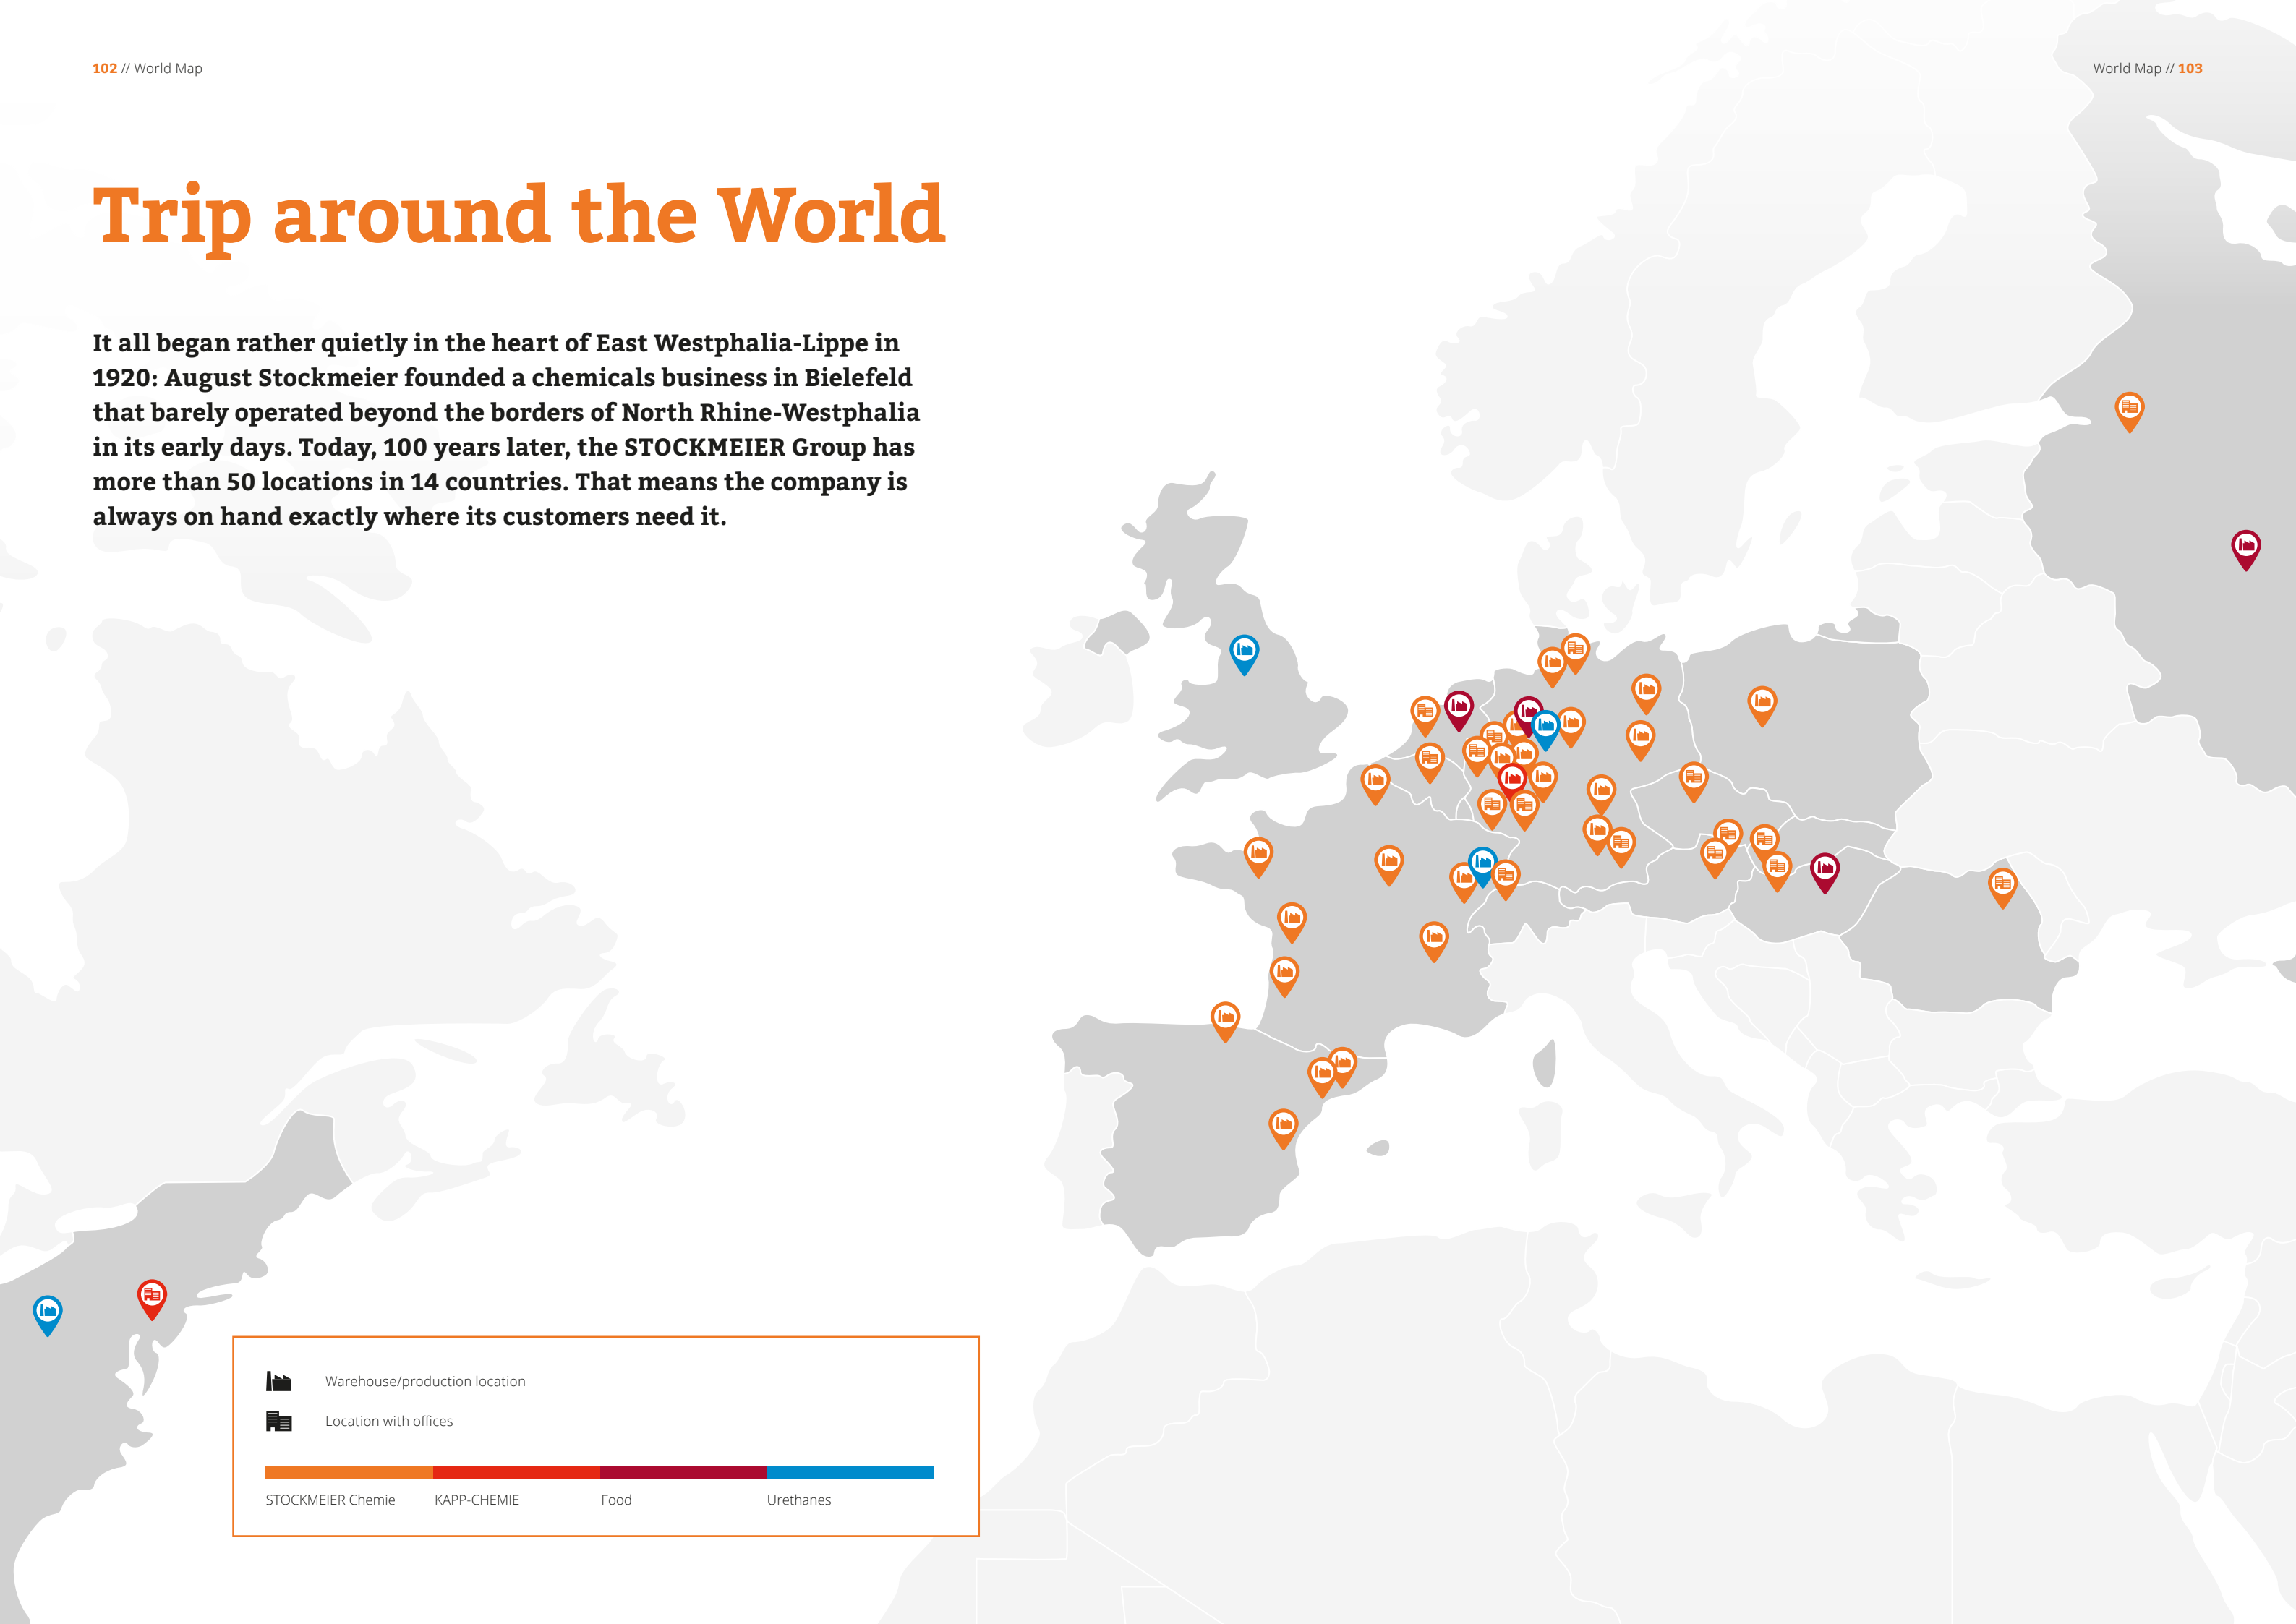 102 // World Map
World Map // 103
Trip around the World
It all began rather quietly in the heart of East Westphalia-Lippe in
1920: August Stockmeier founded a chemicals business in Bielefeld
that barely operated beyond the borders of North Rhine-Westphalia
in its early days. Today, 100 years later, the STOCKMEIER Group has
more than 50 locations in 14 countries. That means the company is
always on hand exactly where its customers need it.
Warehouse/production location
Location with offices
STOCKMEIER Chemie KAPP-CHEMIE Food Urethanes